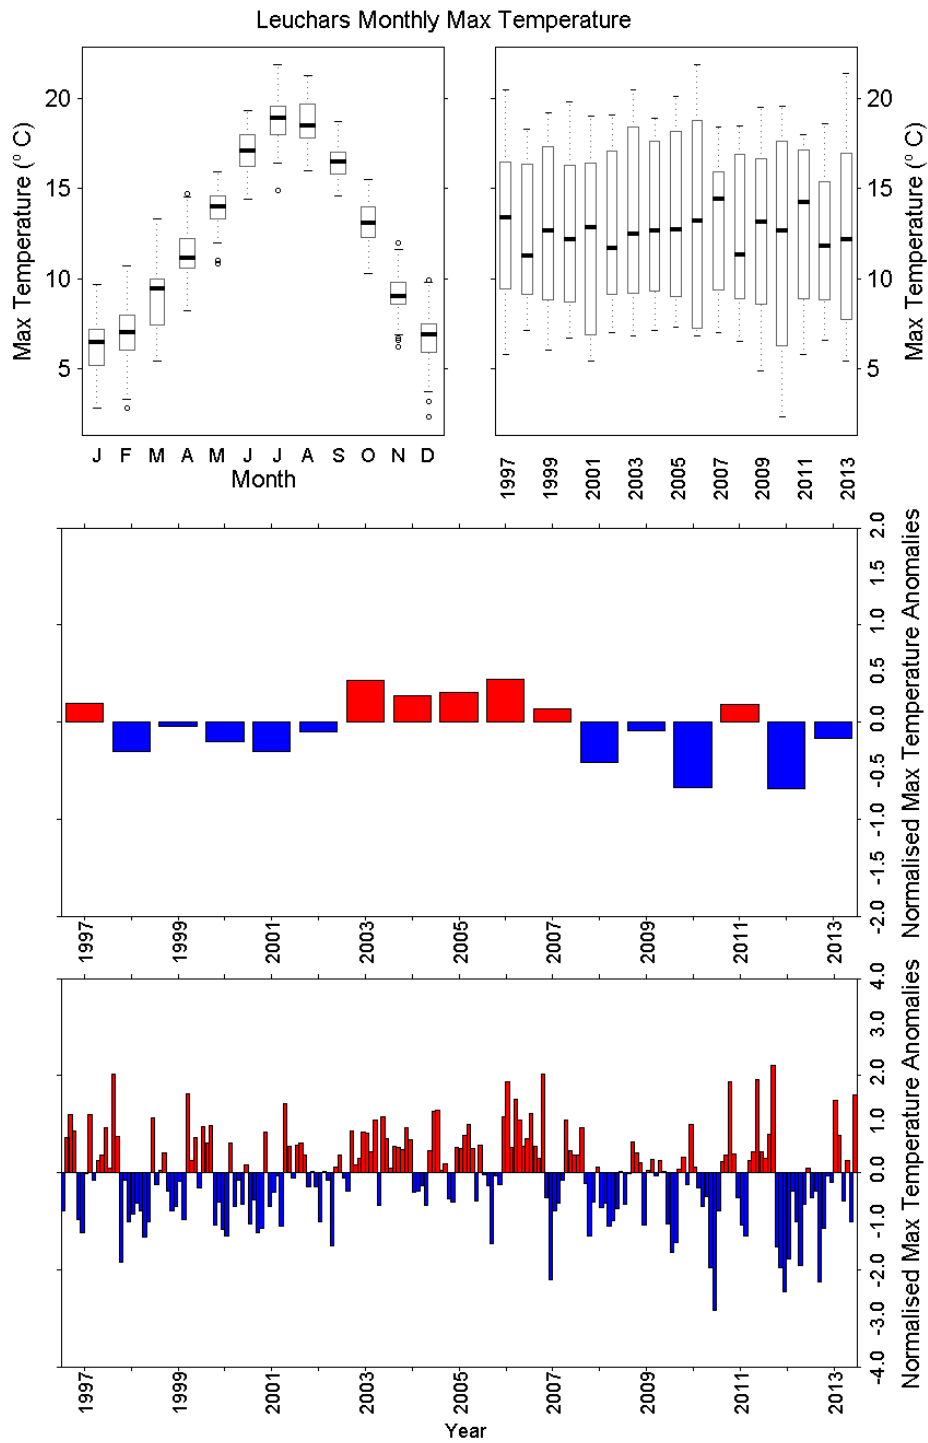 Leuchars Monthly Max Temperature
Max Temperature (° C)
20
15
10
5
J F M A M J J A S O N D
Month
20
15
10
5
Max Temperature (° C)
1997 1999 2001 2003 2005 2007 2009 2011 2013
2.0
1.5
1.0
0.5
0.0
-0.5
-1.0
-1.5
-2.0
Normalised Max Temperature Anomalies
1997 1999 2001 2003 2005 2007 2009 2011 2013
4.0
3.0
2.0
1.0
0.0
-1.0
-2.0
-3.0
-4.0
Normalised Max Temperature Anomalies
1997 1999 2001 2003 2005 2007 2009 2011 2013
Year